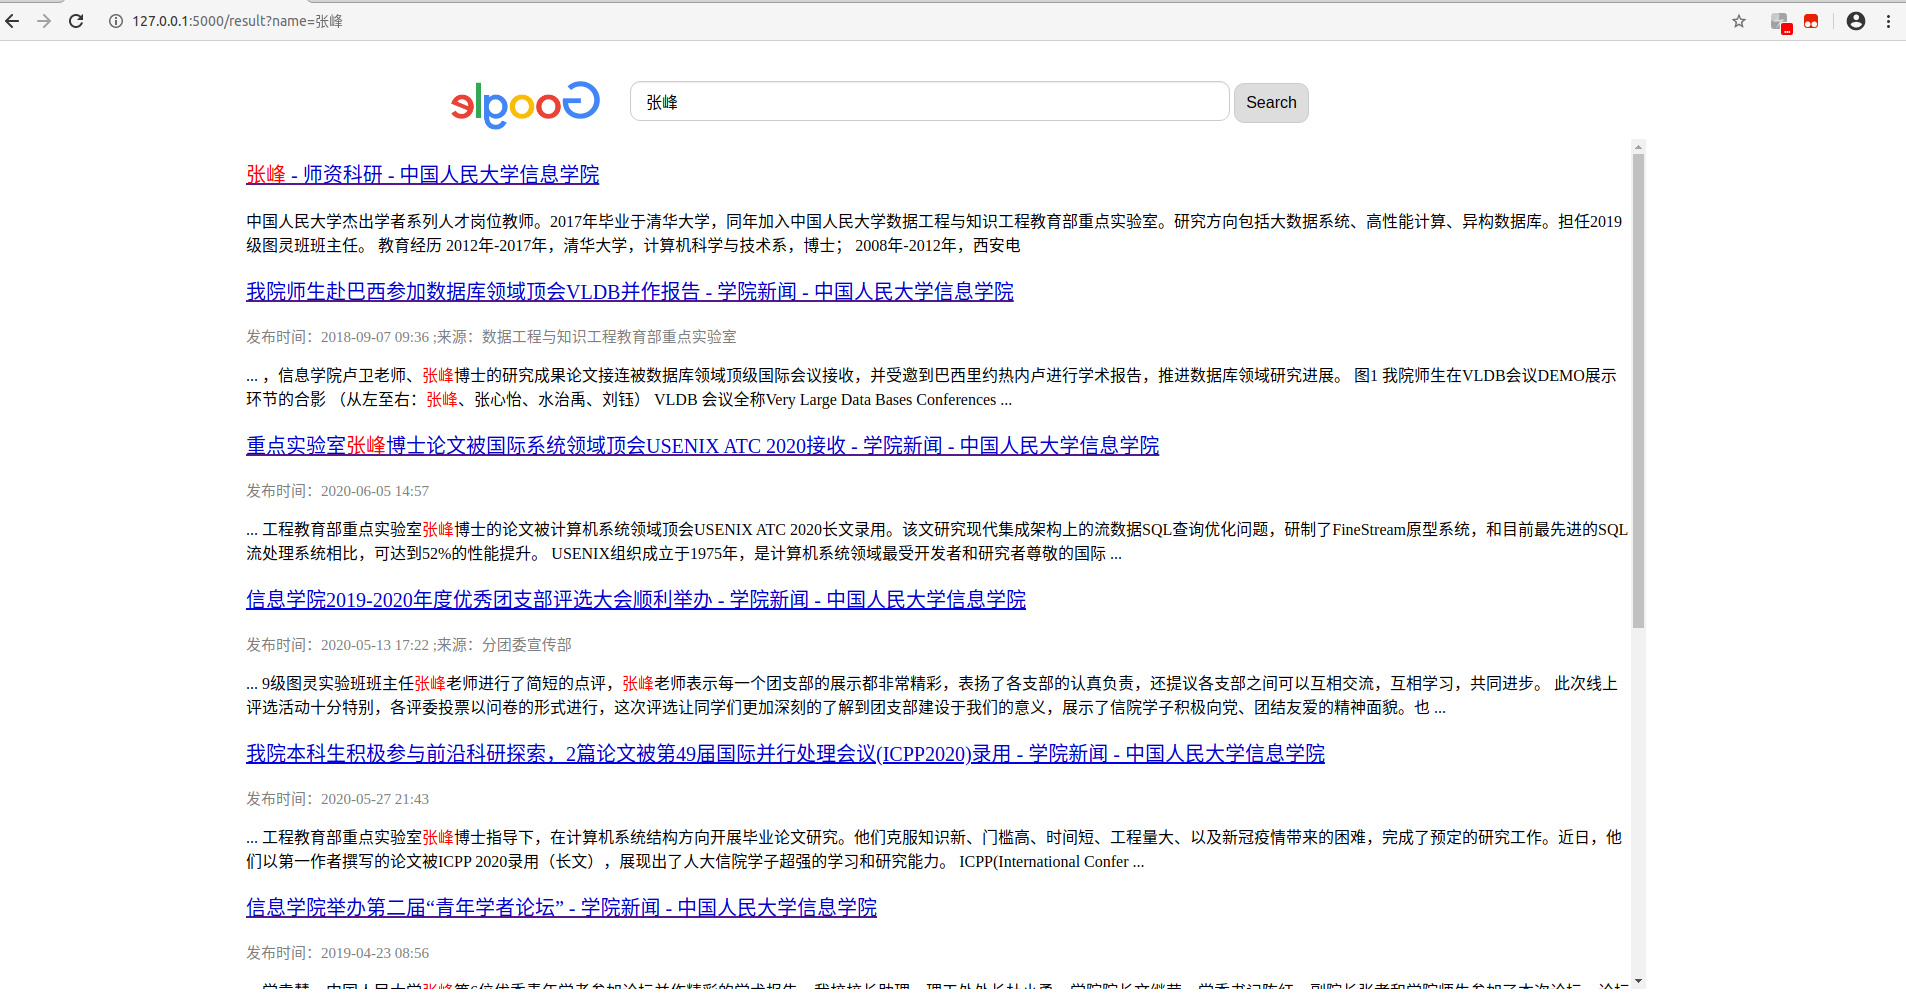 127.0.0.1:5000/result?name=张峰
elgooG
张峰
Search
张峰 - 师资科研 - 中国人民大学信息学院
中国人民大学杰出学者系列人才岗位教师。2017年毕业于清华大学，同年加入中国人民大学数据工程与知识工程教育部重点实验室。研究方向包括大数据系统、高性能计算、异构数据库。担任2019
级图灵班班主任。 教育经历 2012年-2017年，清华大学，计算机科学与技术系，博士； 2008年-2012年，西安电
我院师生赴巴西参加数据库领域顶会VLDB并作报告 - 学院新闻 - 中国人民大学信息学院
发布时间：2018-09-07 09:36 ;来源：数据工程与知识工程教育部重点实验室
... ，信息学院卢卫老师、张峰博士的研究成果论文接连被数据库领域顶级国际会议接收，并受邀到巴西里约热内卢进行学术报告，推进数据库领域研究进展。 图1 我院师生在VLDB会议DEMO展示
环节的合影 （从左至右：张峰、张心怡、水治禹、刘钰） VLDB 会议全称Very Large Data Bases Conferences ...
重点实验室张峰博士论文被国际系统领域顶会USENIX ATC 2020接收 - 学院新闻 - 中国人民大学信息学院
发布时间：2020-06-05 14:57
... 工程教育部重点实验室张峰博士的论文被计算机系统领域顶会USENIX ATC 2020长文录用。该文研究现代集成架构上的流数据SQL查询优化问题，研制了FineStream原型系统，和目前最先进的SQL
流处理系统相比，可达到52%的性能提升。 USENIX组织成立于1975年，是计算机系统领域最受开发者和研究者尊敬的国际 ...
信息学院2019-2020年度优秀团支部评选大会顺利举办 - 学院新闻 - 中国人民大学信息学院
发布时间：2020-05-13 17:22 ;来源：分团委宣传部
... 9级图灵实验班班主任张峰老师进行了简短的点评，张峰老师表示每一个团支部的展示都非常精彩，表扬了各支部的认真负责，还提议各支部之间可以互相交流，互相学习，共同进步。 此次线上
评选活动十分特别，各评委投票以问卷的形式进行，这次评选让同学们更加深刻的了解到团支部建设于我们的意义，展示了信院学子积极向党、团结友爱的精神面貌。也 ...
我院本科生积极参与前沿科研探索，2篇论文被第49届国际并行处理会议(ICPP2020)录用 - 学院新闻 - 中国人民大学信息学院
发布时间：2020-05-27 21:43
... 工程教育部重点实验室张峰博士指导下，在计算机系统结构方向开展毕业论文研究。他们克服知识新、门槛高、时间短、工程量大、以及新冠疫情带来的困难，完成了预定的研究工作。近日，他
们以第一作者撰写的论文被ICPP 2020录用（长文），展现出了人大信院学子超强的学习和研究能力。 ICPP(International Confer ...
信息学院举办第二届“青年学者论坛” - 学院新闻 - 中国人民大学信息学院
发布时间：2019-04-23 08:56